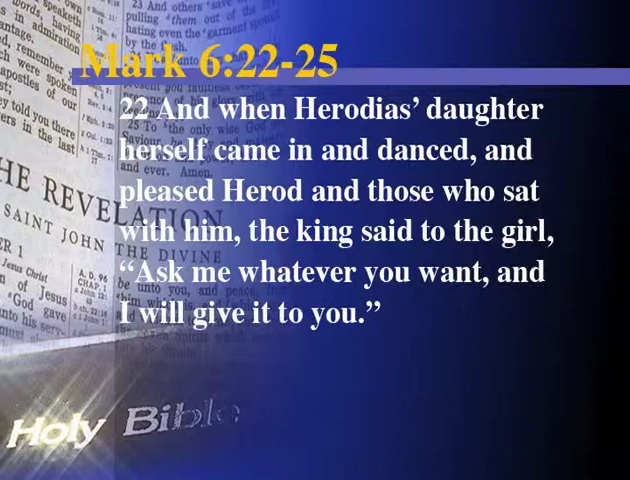 Mark 6:22-25
22 And when Herodias’ daughter
herself came in and danced, and
pleased Herod and those who sat
with him, the king said to the girl,
“Ask me whatever you want, and
I will give it to you.”
THE REVELATION
SAINT JOHN THE DIVINE
Holy Bible